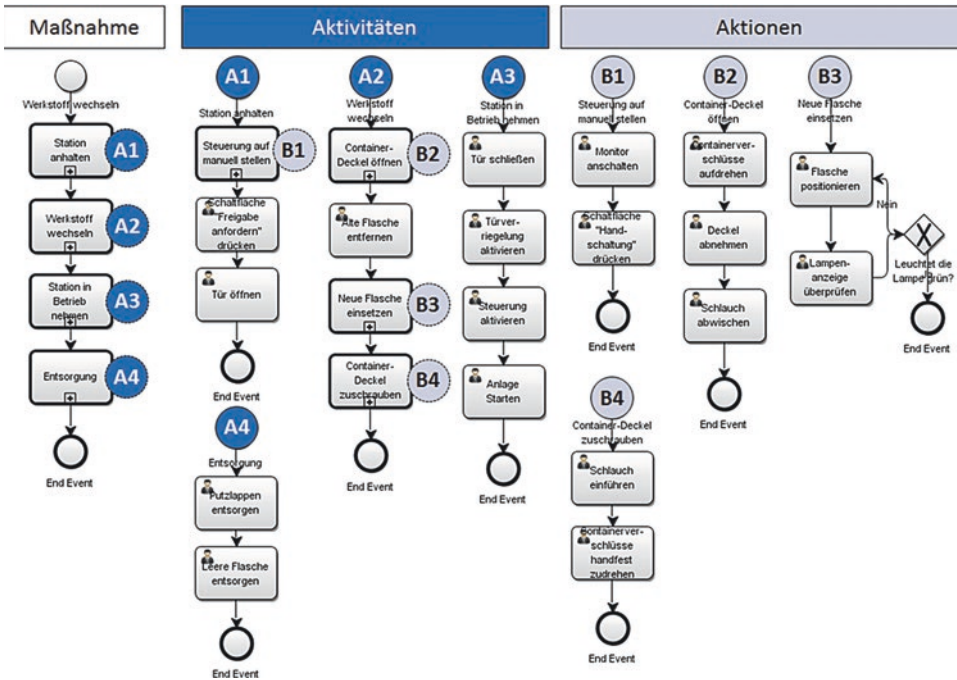 Maßnahme
Werkstoff wechseln
Station
anhalten
A1
Werkstoff
wechseln
A2
Station in
Betrieb
nehmen
A3
Entsorgung
A4
End Event
Aktivitäten
A1
Station anhalten
Steuerung auf
manuell stellen
B1
Schaltfläche
"Freigabe
anfordern"
drücken
Tür öffnen
End Event
A4
Entsorgung
Putzlappen
entsorgen
Leere Flasche
entsorgen
End Event
A2
Werkstoff
wechseln
Container-
Deckel öffnen
B2
Alte Flasche
entfernen
Neue Flasche
einsetzen
B3
Container-
Deckel
zuschrauben
B4
End Event
A3
Station in
Betrieb nehmen
Tür schließen
Türver-
riegelung
aktivieren
Steuerung
aktivieren
Anlage
Starten
End Event
Aktionen
B1
Steuerung auf
manuell stellen
Monitor
anschalten
Schaltfläche
"Hand-
schaltung"
drücken
End Event
B4
Container-Deckel
zuschrauben
Schlauch
einführen
Containerver-
schlüsse
handfest
zudrehen
End Event
B2
Container-Deckel
öffnen
Containerver-
schlüsse
aufdrehen
Deckel
abnehmen
Schlauch
abwischen
End Event
B3
Neue Flasche
einsetzen
Flasche
positionieren
Nein
Lampen-
anzeige
überprüfen
Leuchtet die
Lampe grün?
End Event